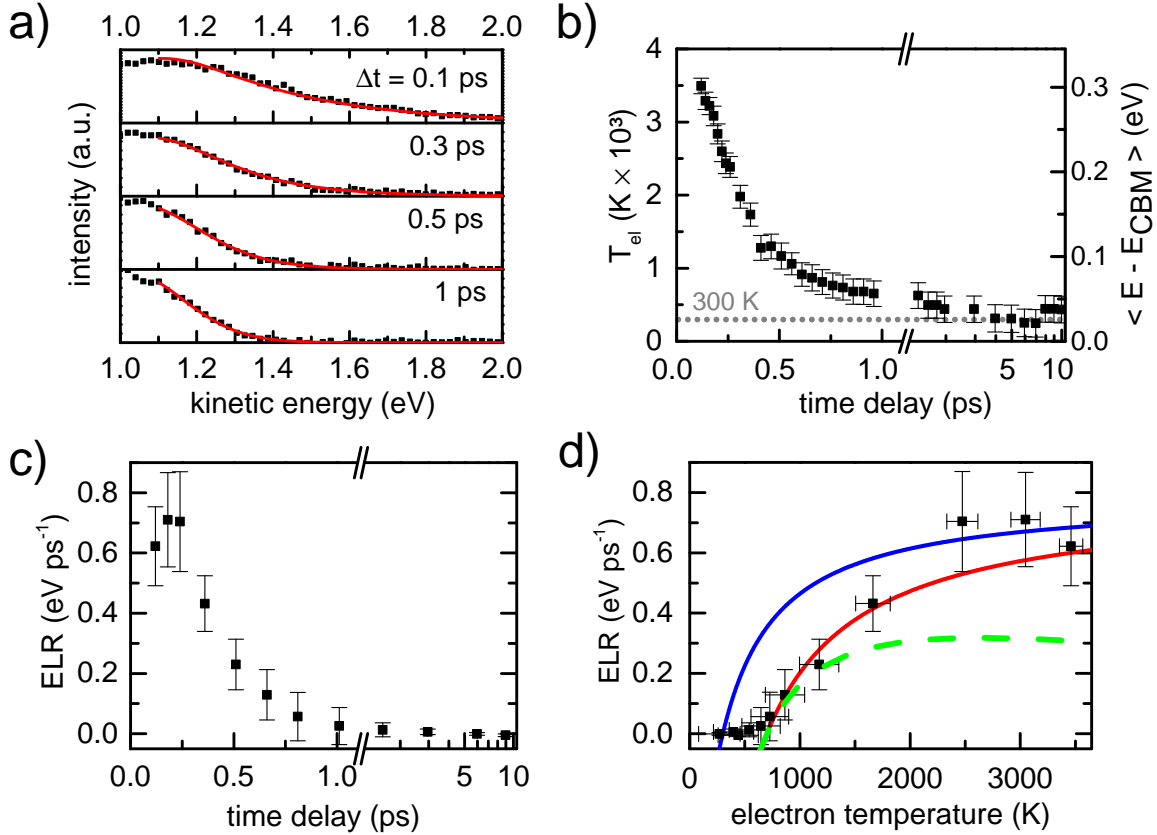 a)
1.0 1.2 1.4 1.6 1.8 2.0
Δt = 0.1 ps
0.3 ps
0.5 ps
1 ps
intensity (a.u.)
1.0 1.2 1.4 1.6 1.8 2.0
kinetic energy (eV)
b)
4
3
2
1
0
T_el (K × 10³)
300 K
0.3
0.2
0.1
0.0
< E - E_CBM > (eV)
0.0 0.5 1.0 5 10
time delay (ps)
c)
0.8
0.6
0.4
0.2
0.0
ELR (eV ps⁻¹)
0.0 0.5 1.0 5 10
time delay (ps)
d)
0.8
0.6
0.4
0.2
0.0
ELR (eV ps⁻¹)
0 1000 2000 3000
electron temperature (K)